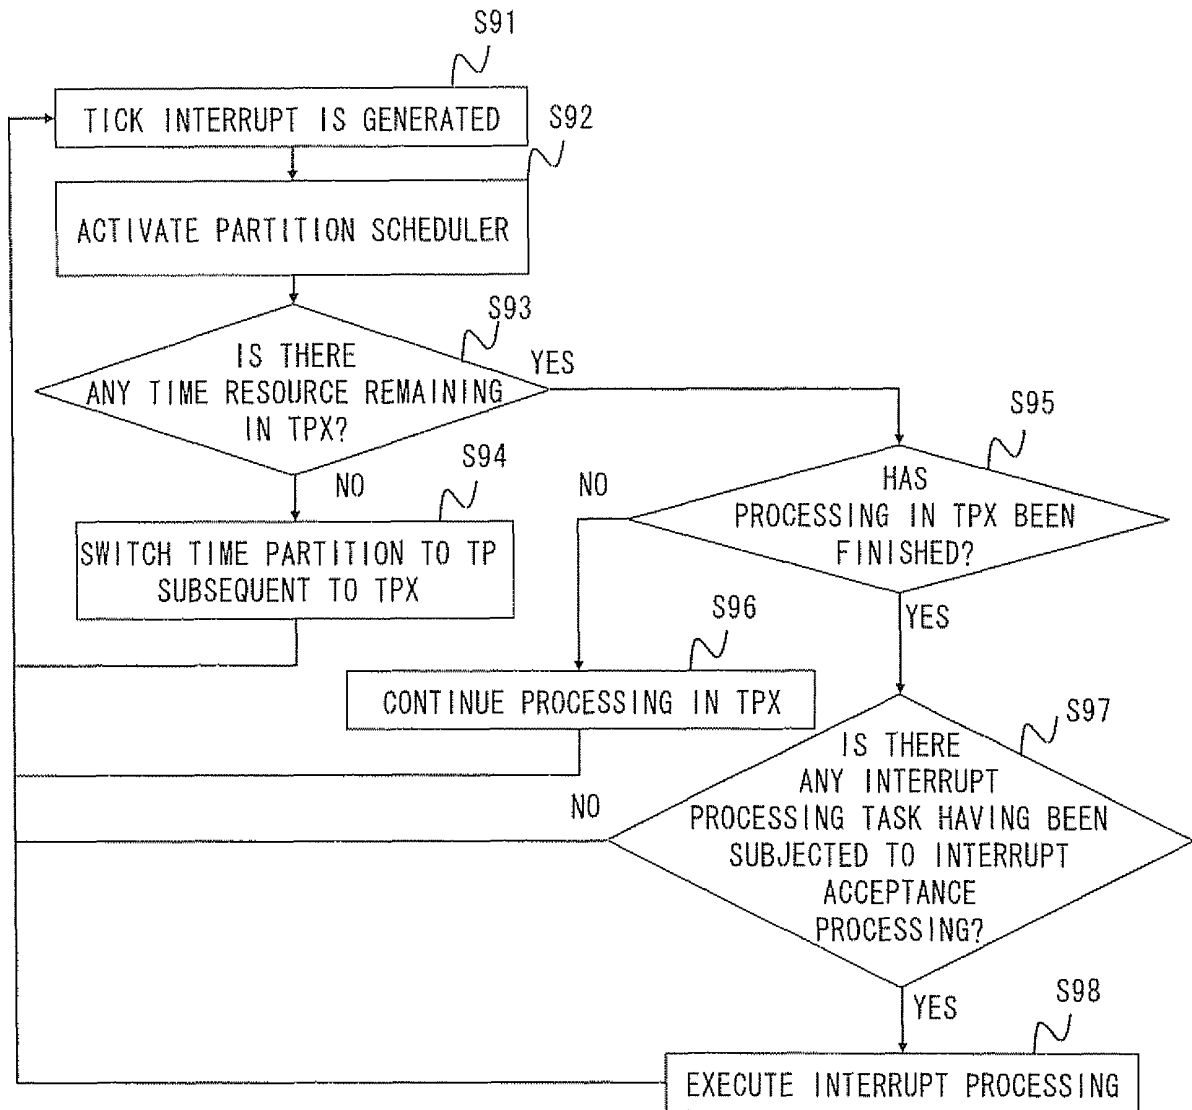 S91
TICK INTERRUPT IS GENERATED
S92
ACTIVATE PARTITION SCHEDULER
S93
IS THERE
ANY TIME RESOURCE REMAINING
IN TPX?
YES
NO
S94
SWITCH TIME PARTITION TO TP
SUBSEQUENT TO TPX
S95
HAS
PROCESSING IN TPX BEEN
FINISHED?
NO
YES
S96
CONTINUE PROCESSING IN TPX
S97
IS THERE
ANY INTERRUPT
PROCESSING TASK HAVING BEEN
SUBJECTED TO INTERRUPT
ACCEPTANCE
PROCESSING?
NO
YES
S98
EXECUTE INTERRUPT PROCESSING